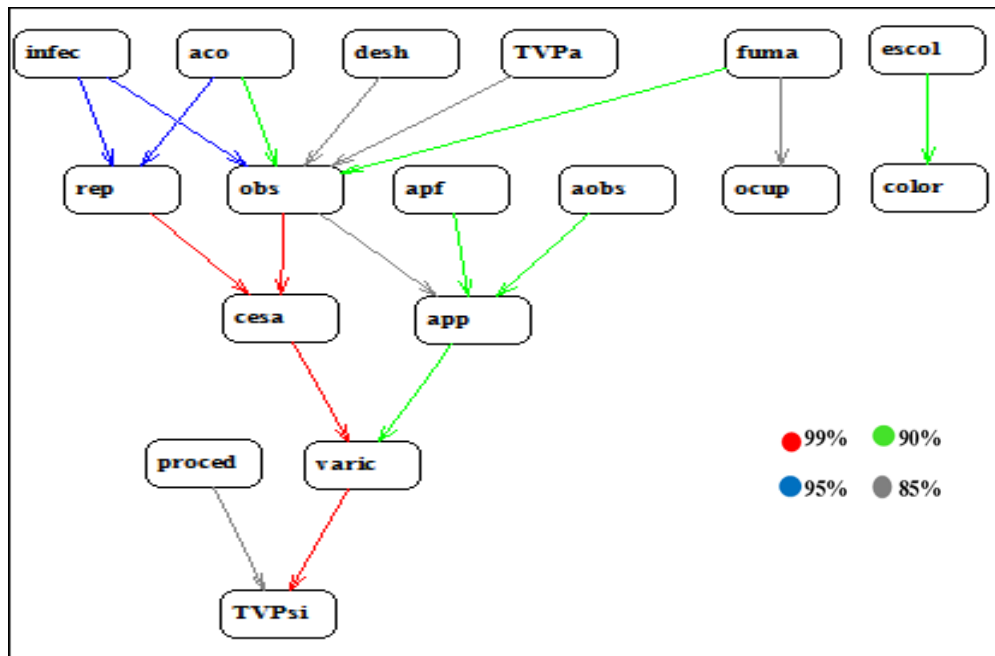 infec
aco
desh
TVPa
fuma
escol
rep
obs
apf
aobs
ocup
color
cesa
app
proced
varic
99%
90%
95%
85%
TVPsi